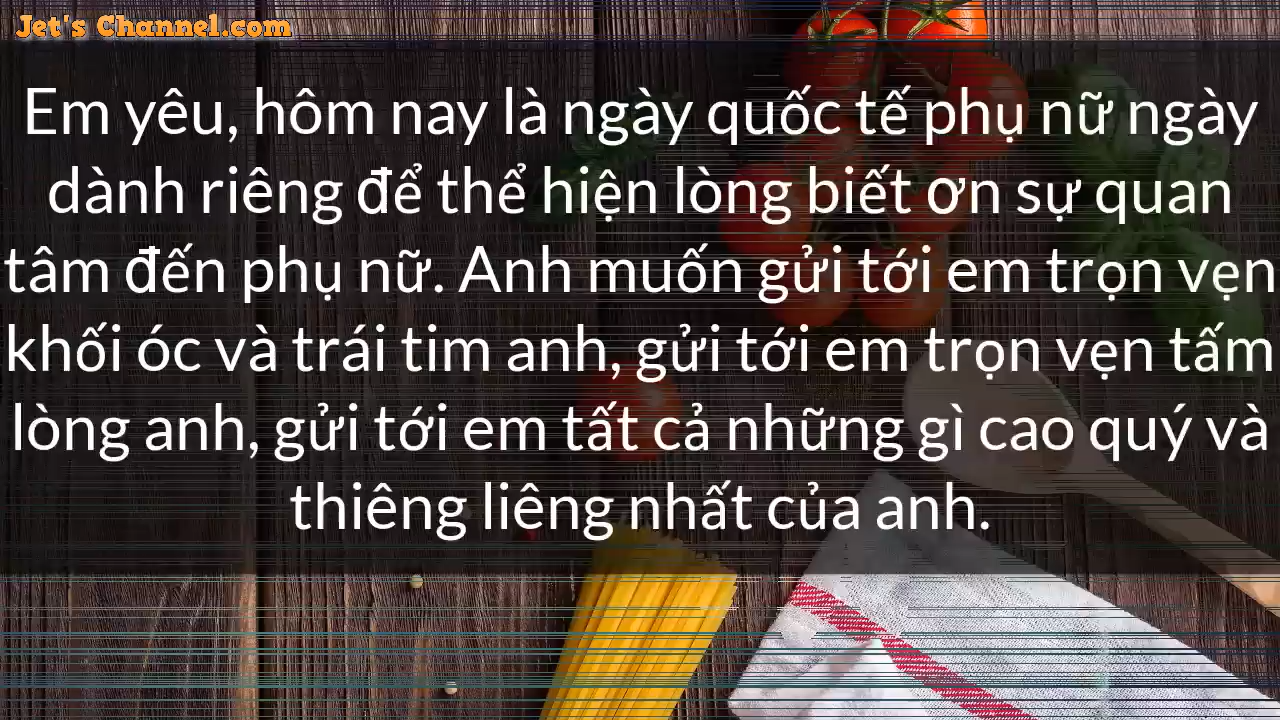 Jet's Channel.com
Em yêu, hôm nay là ngày quốc tế phụ nữ ngày
dành riêng để thể hiện lòng biết ơn sự quan
tâm đến phụ nữ. Anh muốn gửi tới em trọn vẹn
khối óc và trái tim anh, gửi tới em trọn vẹn tấm
lòng anh, gửi tới em tất cả những gì cao quý và
thiêng liêng nhất của anh.